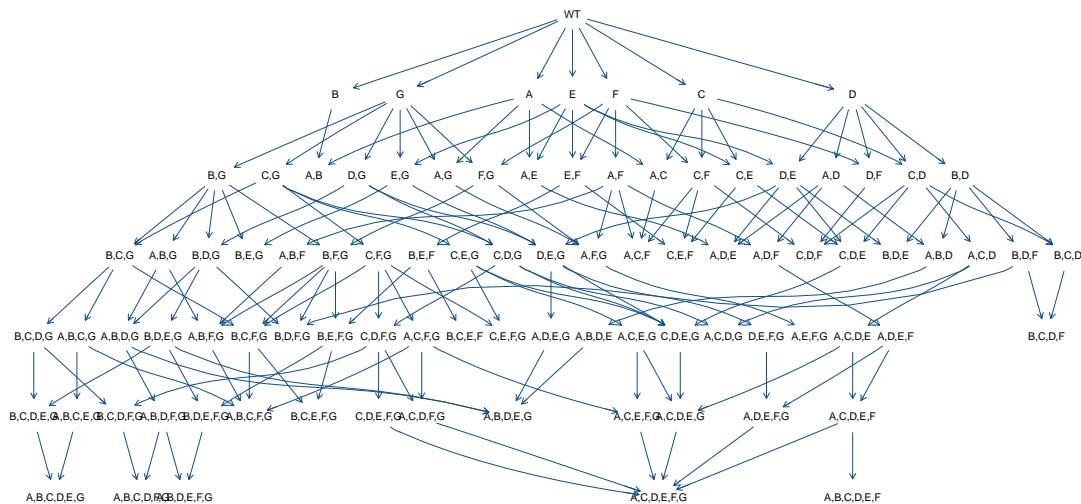 WT
B G A E F C D
B,G C,G A,B D,G E,G A,G F,G A,E E,F A,F A,C C,F C,E D,E A,D D,F C,D B,D
B,C,G A,B,G B,D,G B,E,G A,B,F B,F,G C,F,G B,E,F C,E,G C,D,G D,E,G A,F,G A,C,F C,E,F A,D,E A,D,F C,D,F C,D,E B,D,E A,B,D A,C,D B,D,F B,C,D
B,C,D,G A,B,C,G A,B,D,G B,D,E,G A,B,F,G B,C,F,G B,D,F,G B,E,F,G C,D,F,G A,C,F,G B,C,E,F C,E,F,G A,D,E,G A,B,D,E A,C,E,G C,D,E,G A,C,D,G D,E,F,G A,E,F,G A,C,D,E A,D,E,F B,C,D,F
B,C,D,E,G A,B,C,E,G B,C,D,F,G A,B,D,F,G B,D,E,F,G A,B,C,F,G B,C,E,F,G C,D,E,F,G A,C,D,F,G A,B,D,E,G A,C,E,F,G A,C,D,E,G A,D,E,F,G A,C,D,E,F
A,B,C,D,E,G A,B,C,D,F,G A,B,D,E,F,G A,C,D,E,F,G A,B,C,D,E,F